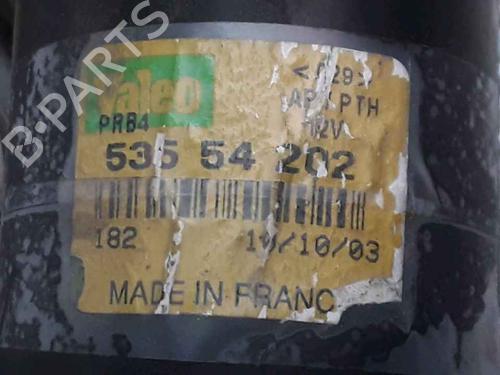 B-PARTS
valeo
PRB4
12V
535 54 202
182 10/10/03
MADE IN FRANC